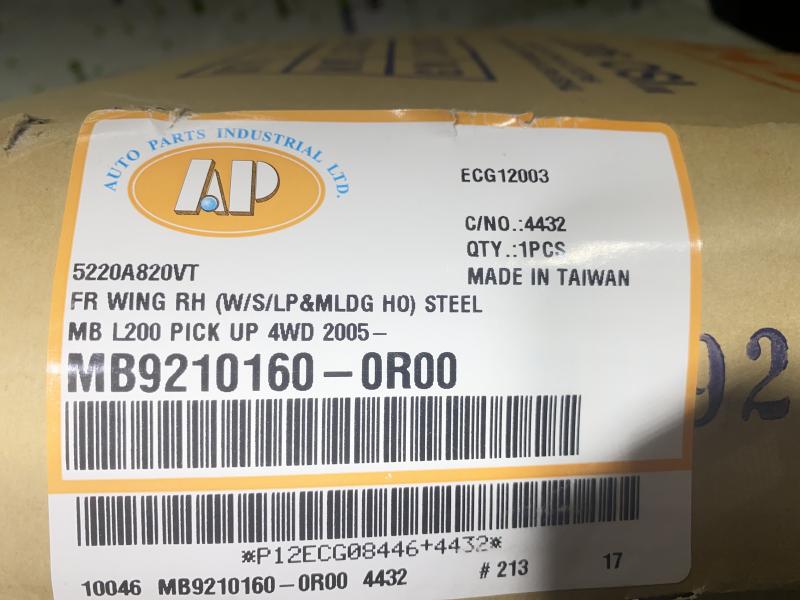 AUTO PARTS INDUSTRIAL LTD.
AP
ECG12003
C/NO.:4432
QTY.:1PCS
MADE IN TAIWAN
5220A820VT
FR WING RH (W/S/LP&MLDG HO) STEEL
MB L200 PICK UP 4WD 2005-
MB9210160-0R00
92
*P12ECG08446+4432*
10046 MB9210160-0R00 4432 #213 17